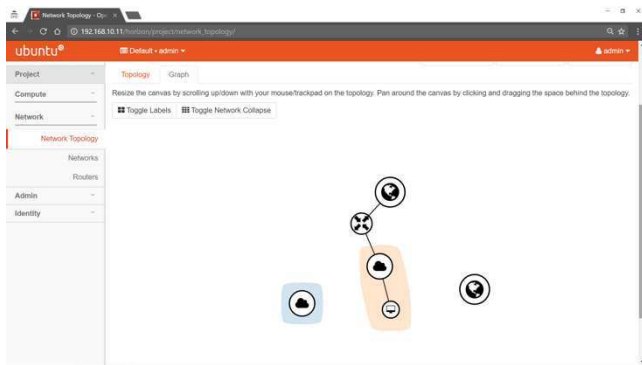 Network Topology - Op
192.168.10.11/horizon/project/network_topology/
ubuntu®
Default • admin
admin
Project
Topology
Graph
Compute
Resize the canvas by scrolling up/down with your mouse/trackpad on the topology. Pan around the canvas by clicking and dragging the space behind the topology.
Toggle Labels
Toggle Network Collapse
Network
Network Topology
Networks
Routers
Admin
Identity